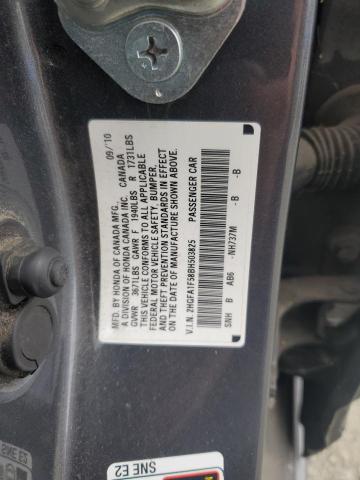 MFD. BY HONDA OF CANADA MFG., 09/'10
A DIVISION OF HONDA CANADA INC. CANADA
GVWR 3671LBS GAWR F 1940LBS R 1731LBS
THIS VEHICLE CONFORMS TO ALL APPLICABLE
FEDERAL MOTOR VEHICLE SAFETY, BUMPER,
AND THEFT PREVENTION STANDARDS IN EFFECT
ON THE DATE OF MANUFACTURE SHOWN ABOVE.
V.I.N. 2HGFA1F58BH503825 PASSENGER CAR
SNH B AB6 -B -B
-NH737M
SNE E2